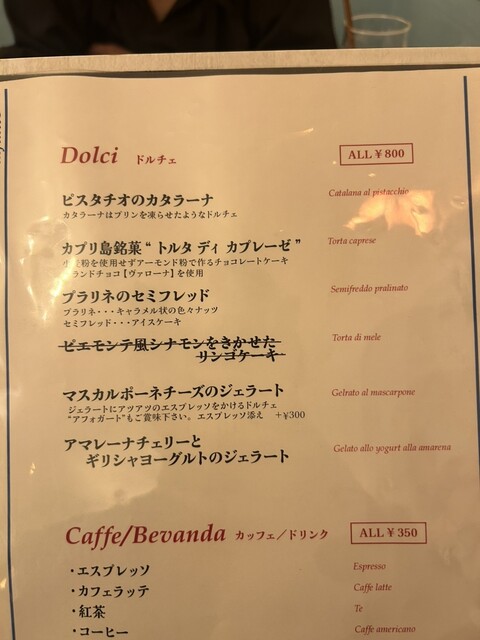 Dolci ドルチェ ALL ¥800
ピスタチオのカタラーナ Catalana al pistacchio
カタラーナはプリンを凍らせたようなドルチェ
カプリ島銘菓“トルタ ディ カプレーゼ” Torta caprese
小麦粉を使用せずアーモンド粉で作るチョコレートケーキ
ランドチョコ【ヴァローナ】を使用
プラリネのセミフレッド Semifreddo pralinato
プラリネ・・・キャラメル状の色々ナッツ
セミフレッド・・・アイスケーキ
ピエモンテ風シナモンをきかせた Torta di mele
リンゴケーキ
マスカルポーネチーズのジェラート Gelrato al mascarpone
ジェラートにアツアツのエスプレッソをかけるドルチェ
“アフォガート”もご賞味下さい。エスプレッソ添え +¥300
アマレーナチェリーと Gelato allo yogurt alla amarena
ギリシャヨーグルトのジェラート
Caffe/Bevanda カッフェ／ドリンク ALL ¥350
・エスプレッソ Espresso
・カフェラッテ Caffe latte
・紅茶 Te
・コーヒー Caffe americano